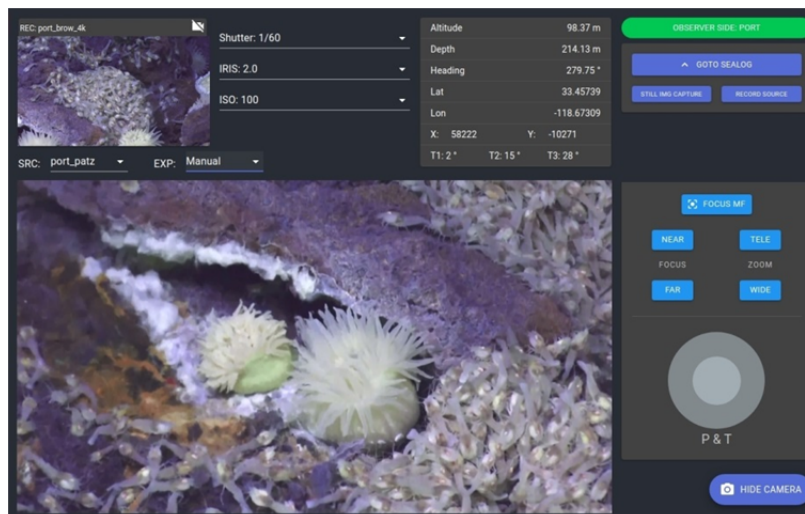 REC: port_brow_4k
Shutter: 1/60
IRIS: 2.0
ISO: 100
SRC: port_patz
EXP: Manual
Altitude 98.37 m
Depth 214.13 m
Heading 279.75 °
Lat 33.45739
Lon -118.67309
X: 58222 Y: -10271
T1: 2 ° T2: 15 ° T3: 28 °
OBSERVER SIDE: PORT
GOTO SEALOG
STILL IMG CAPTURE RECORD SOURCE
FOCUS MF
NEAR TELE
FOCUS ZOOM
FAR WIDE
P & T
HIDE CAMERA